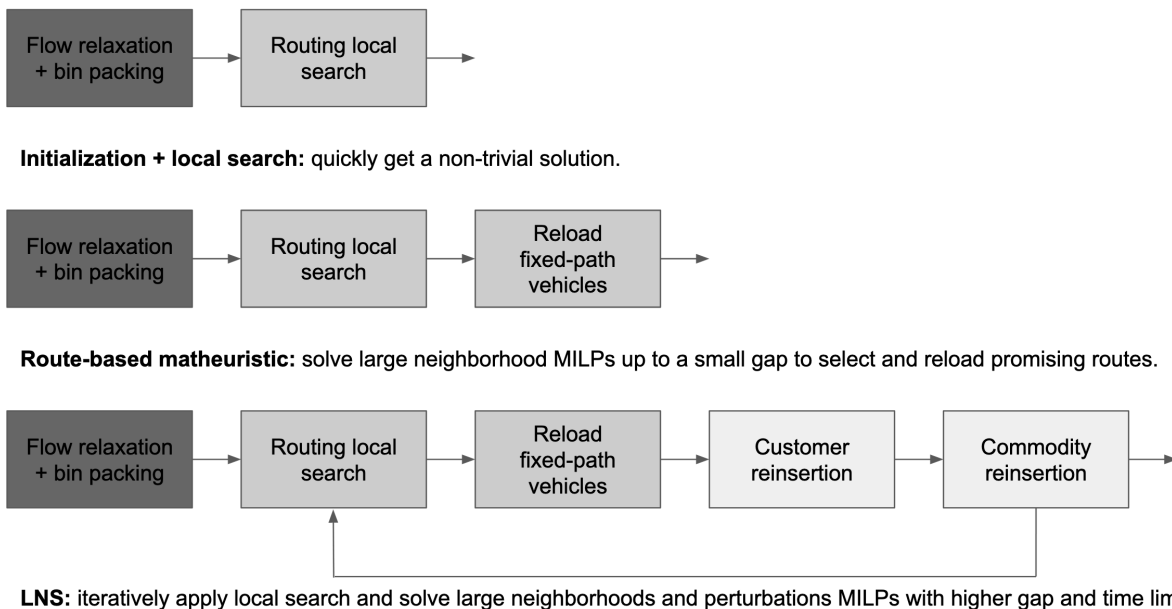 Flow relaxation
+ bin packing
Routing local
search
Initialization + local search: quickly get a non-trivial solution.
Flow relaxation
+ bin packing
Routing local
search
Reload
fixed-path
vehicles
Route-based matheuristic: solve large neighborhood MILPs up to a small gap to select and reload promising routes.
Flow relaxation
+ bin packing
Routing local
search
Reload
fixed-path
vehicles
Customer
reinsertion
Commodity
reinsertion
LNS: iteratively apply local search and solve large neighborhoods and perturbations MILPs with higher gap and time